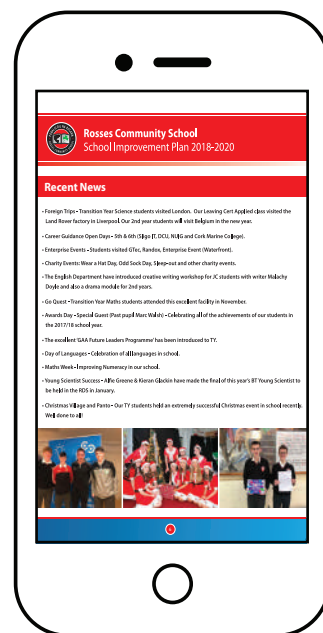 Rosses Community School
School Improvement Plan 2018-2020
Recent News
• Foreign Trips - Transition Year Science students visited London. Our Leaving Cert Applied class visited the
Land Rover factory in Liverpool. Our 2nd year students will visit Belgium in the new year.
• Career Guidance Open Days - 5th & 6th (Sligo IT, DCU, NUIG and Cork Marine College).
• Enterprise Events - Students visited GTec, Randox, Enterprise Event (Waterfront).
• Charity Events: Wear a Hat Day, Odd Sock Day, Sleep-out and other charity events.
• The English Department have introduced creative writing workshop for JC students with writer Malachy
Doyle and also a drama module for 2nd years.
• Go Quest - Transition Year Maths students attended this excellent facility in November.
• Awards Day - Special Guest (Past pupil Marc Walsh) - Celebrating all of the achievements of our students in
the 2017/18 school year.
• The excellent 'GAA Future Leaders Programme' has been introduced to TY.
• Day of Languages - Celebration of all languages in school.
• Maths Week - Improving Numeracy in our school.
• Young Scientist Success - Alfie Greene & Kieran Glackin have made the final of this year's BT Young Scientist to
be held in the RDS in January.
• Christmas Village and Panto - Our TY students held an extremely successful Christmas event in school recently.
Well done to all!